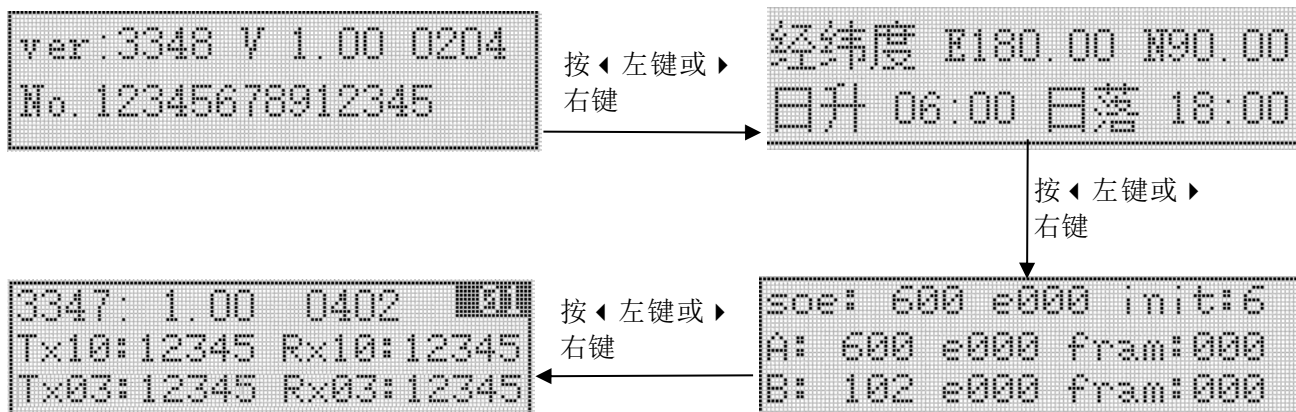 ver:3348 V 1.00 0204
No.12345678912345
按◀ 左键或▶
右键
经纬度 E180.00 N90.00
日升 06:00 日落 18:00
按◀ 左键或▶
右键
soe: 600 e000 init:6
A: 600 e000 fram:000
B: 102 e000 fram:000
按◀ 左键或▶
右键
3347: 1.00 0402
Tx10:12345 Rx10:12345
Tx03:12345 Rx03:12345